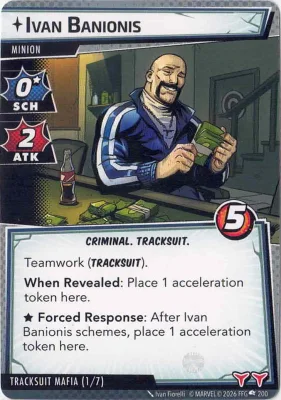 Ivan Banionis
MINION
0
SCH
2
ATK
5
CRIMINAL. TRACKSUIT.
Teamwork (TRACKSUIT).
When Revealed: Place 1 acceleration
token here.
★ Forced Response: After Ivan
Banionis schemes, place 1 acceleration
token here.
TRACKSUIT MAFIA (1/7)
Ivan Fiorelli © MARVEL © 2026 FFG 200